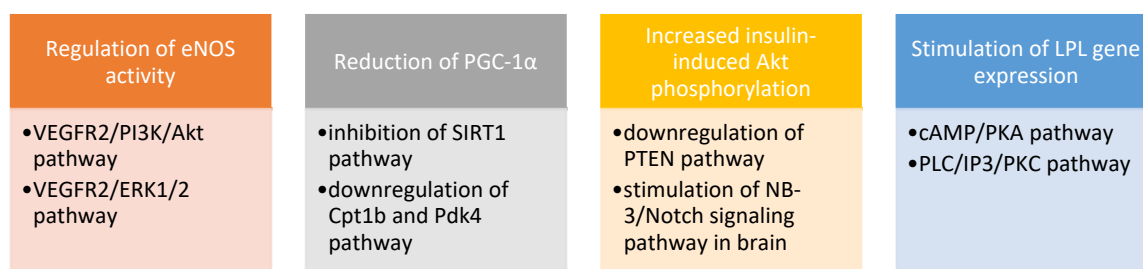 Regulation of eNOS
activity
•VEGFR2/PI3K/Akt
pathway
•VEGFR2/ERK1/2
pathway
Reduction of PGC-1α
•inhibition of SIRT1
pathway
•downregulation of
Cpt1b and Pdk4
pathway
Increased insulin-
induced Akt
phosphorylation
•downregulation of
PTEN pathway
•stimulation of NB-
3/Notch signaling
pathway in brain
Stimulation of LPL gene
expression
•cAMP/PKA pathway
•PLC/IP3/PKC pathway